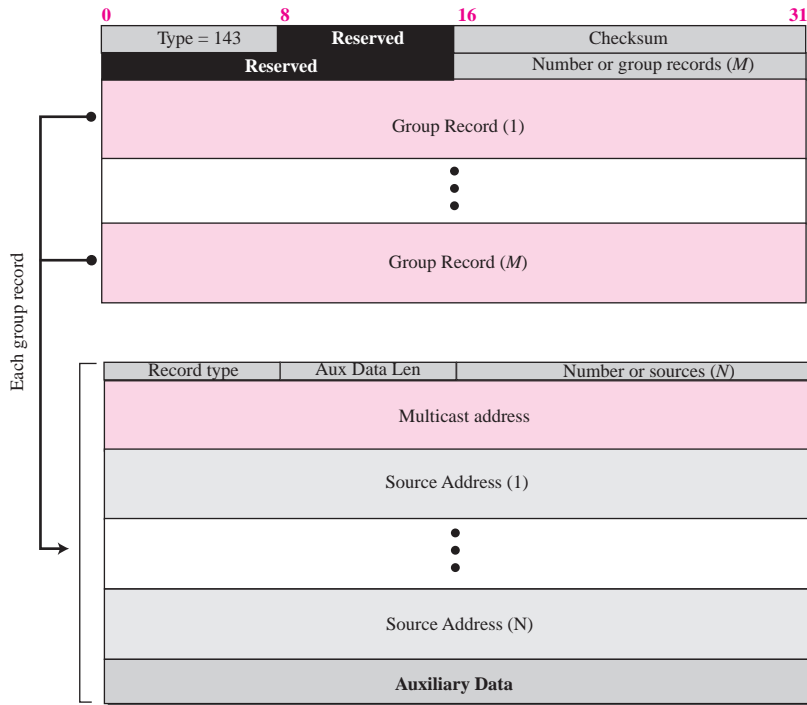 0 8 16 31
Type = 143 Reserved Checksum
Reserved Number or group records (M)
Group Record (1)
Group Record (M)
Each group record
Record type Aux Data Len Number or sources (N)
Multicast address
Source Address (1)
Source Address (N)
Auxiliary Data